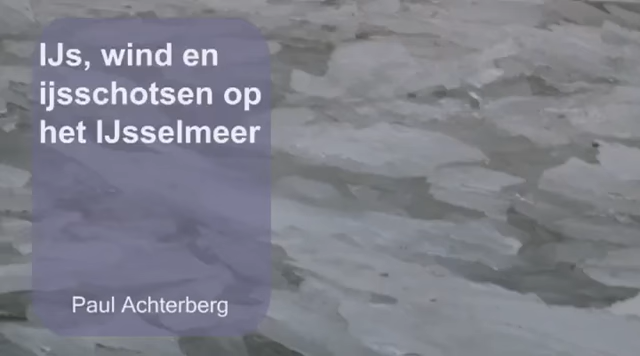 IJs, wind en
ijsschotsen op
het IJsselmeer
Paul Achterberg